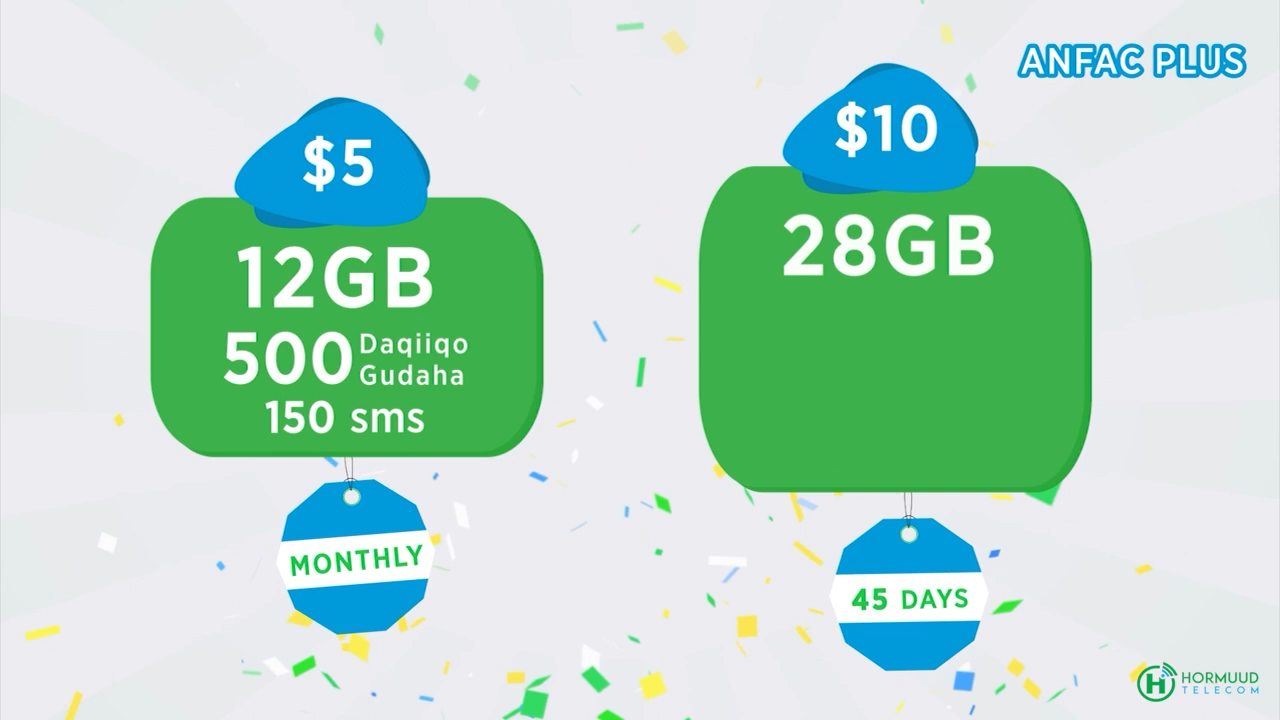 ANFAC PLUS
$5
12GB
500 Daqiiqo
Gudaha
150 sms
MONTHLY
$10
28GB
45 DAYS
HORMUUD
TELECOM